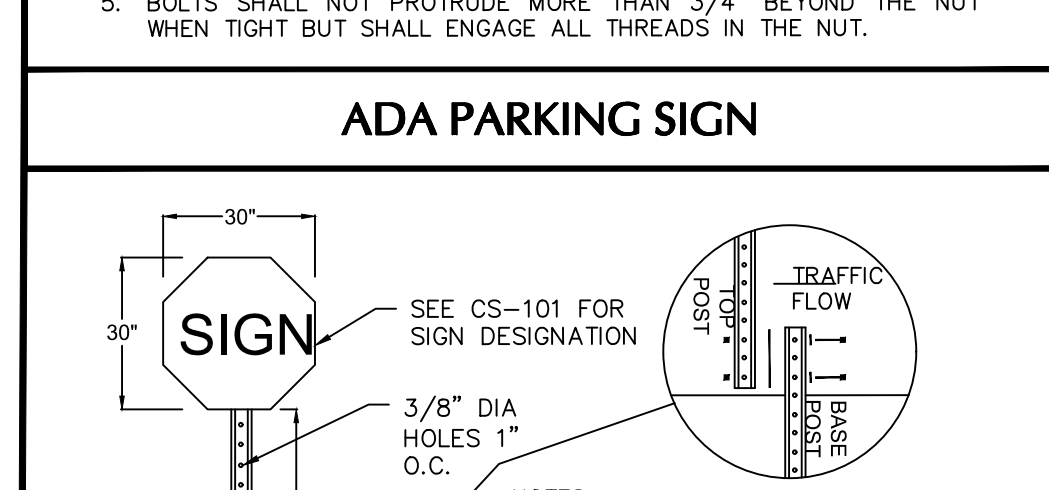 5. BOLTS SHALL NOT PROTRUDE MORE THAN 3/4" BEYOND THE NUT
WHEN TIGHT BUT SHALL ENGAGE ALL THREADS IN THE NUT.
ADA PARKING SIGN
30"
30"
SIGN
SEE CS-101 FOR
SIGN DESIGNATION
3/8" DIA
HOLES 1"
O.C.
TOP
POST
TRAFFIC
FLOW
BASE
POST